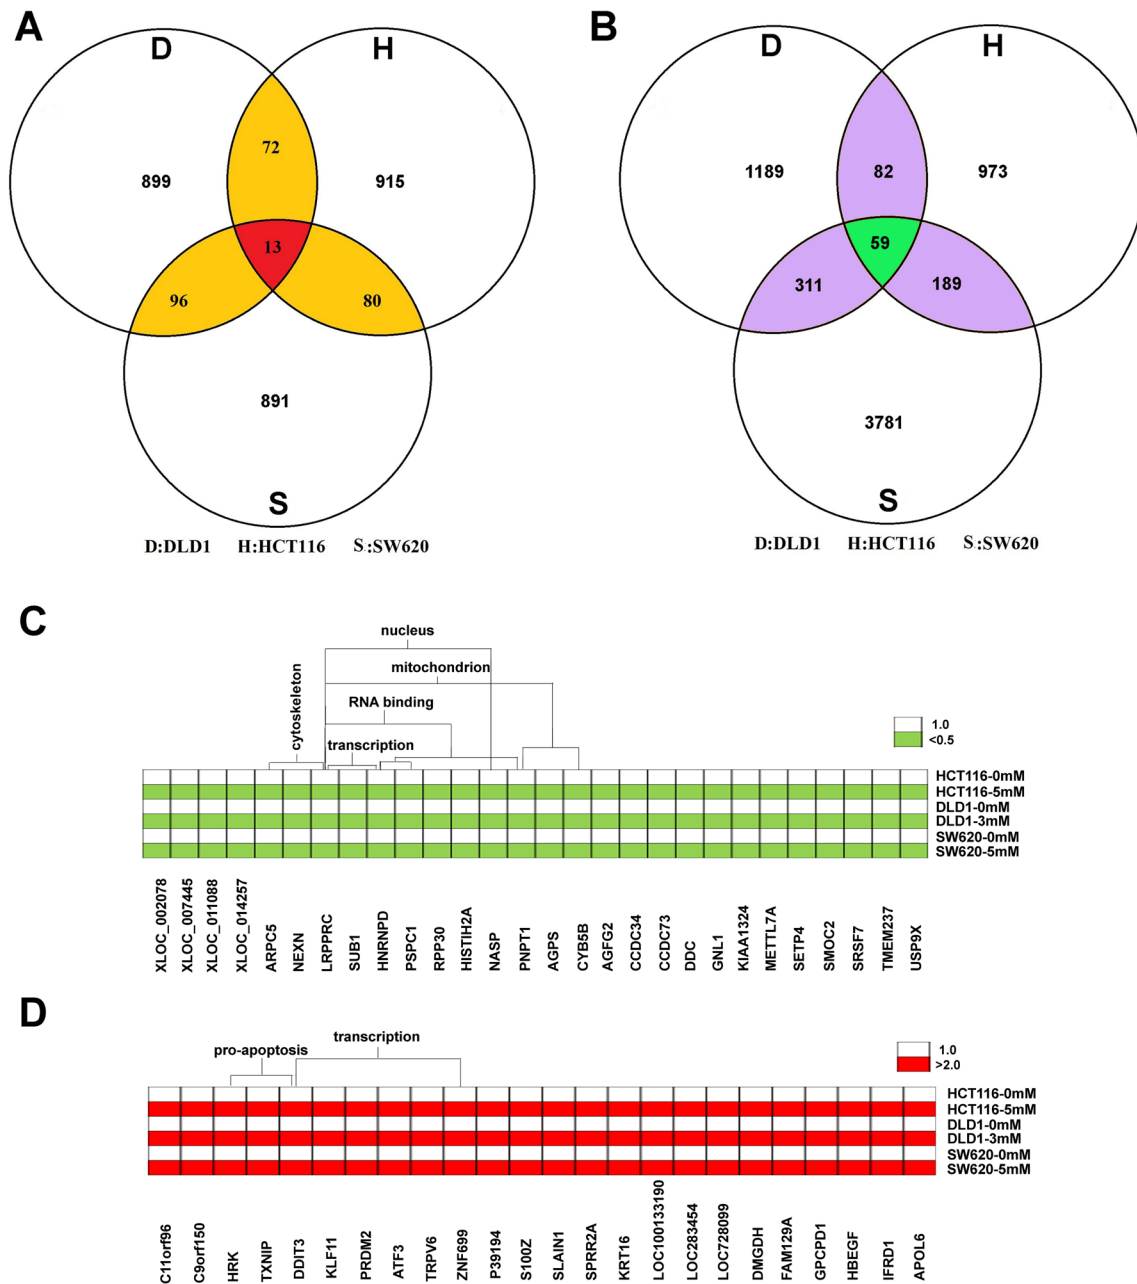 A
D
H
72
899
915
13
96
80
891
S
D:DLD1 H:HCT116 S:SW620
B
D
H
1189
82
973
59
311
189
3781
S
D:DLD1 H:HCT116 S:SW620
C
nucleus
mitochondrion
cytoskeleton
RNA binding
transcription
1.0
<0.5
HCT116-0mM
HCT116-5mM
DLD1-0mM
DLD1-3mM
SW620-0mM
SW620-5mM
XLOC_002078
XLOC_007445
XLOC_011088
XLOC_014257
ARPC5
NEXN
LRPPRC
SUB1
HNRNPD
PSPC1
RPP30
HISTIH2A
NASP
PNPT1
AGPS
CYB5B
AGFG2
CCDC34
CCDC73
DDC
GNL1
KIAA1324
METTL7A
SETP4
SMOC2
SRSF7
TMEM237
USP9X
D
transcription
pro-apoptosis
1.0
>2.0
HCT116-0mM
HCT116-5mM
DLD1-0mM
DLD1-3mM
SW620-0mM
SW620-5mM
C11orf96
C9orf150
HRK
TXNIP
DDIT3
KLF11
PRDM2
ATF3
TRPV6
ZNF699
P39194
S100Z
SLAIN1
SPRR2A
KRT16
LOC100133190
LOC283454
LOC728099
DMGDH
FAM129A
GPCPD1
HBEGF
IFRD1
APOL6